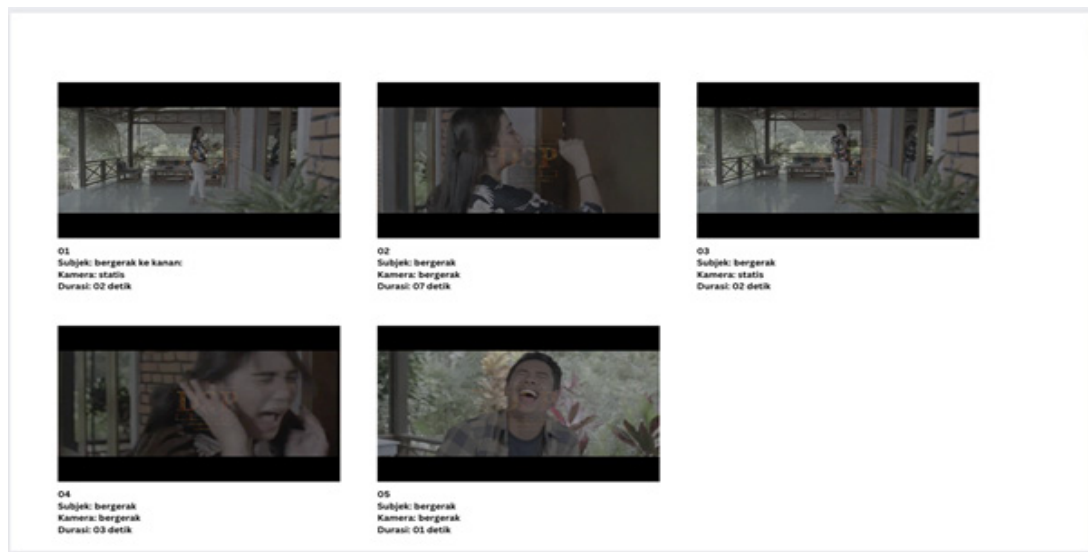 01
Subjek: bergerak ke kanan:
Kamera: statis
Durasi: 02 detik
02
Subjek: bergerak
Kamera: bergerak
Durasi: 07 detik
03
Subjek: bergerak
Kamera: statis
Durasi: 02 detik
04
Subjek: bergerak
Kamera: bergerak
Durasi: 03 detik
05
Subjek: bergerak
Kamera: bergerak
Durasi: 01 detik